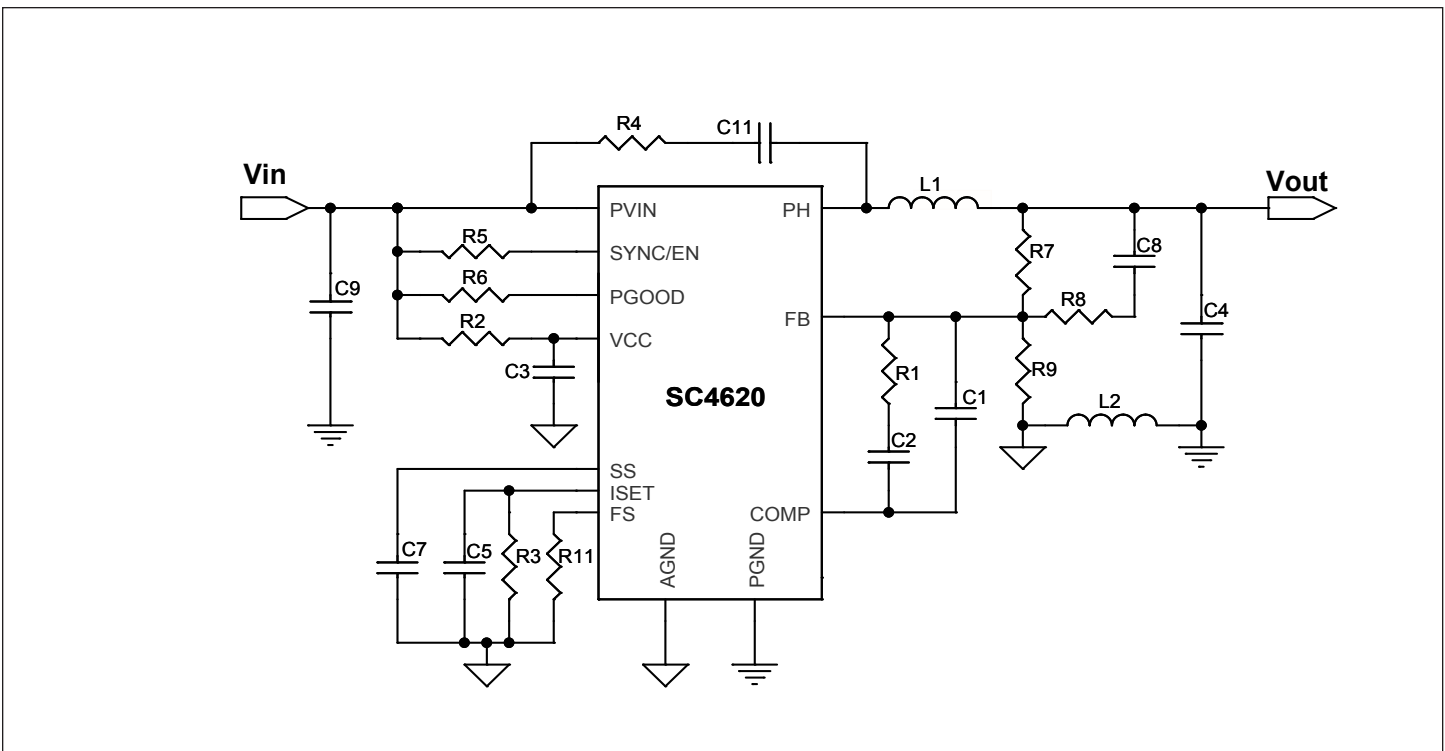 R4
C11
Vin
Vout
L1
PVIN
PH
R5
SYNC/EN
R7
C8
R6
PGOOD
C9
R8
R2
FB
C4
VCC
C3
R1
R9
SC4620
C1
L2
C2
SS
ISET
FS
COMP
C7
C5
R3
R11
AGND
PGND